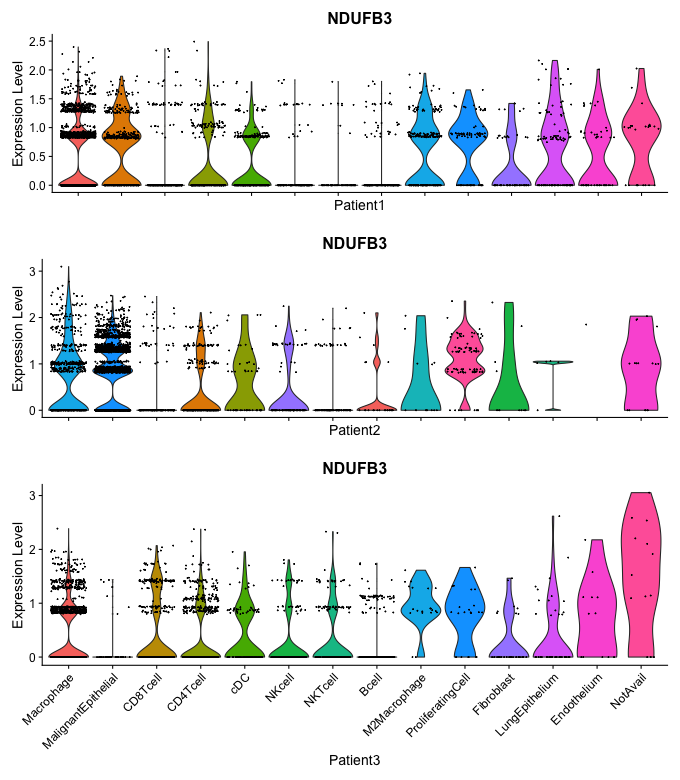 NDUFB3
Expression Level
2.5
2.0
1.5
1.0
0.5
0.0
Patient1
NDUFB3
Expression Level
3
2
1
0
Patient2
NDUFB3
Expression Level
3
2
1
0
Macrophage
MalignantEpithelial
CD8Tcell
CD4Tcell
cDC
NKcell
NKTcell
Bcell
M2Macrophage
ProliferatingCell
Fibroblast
LungEpithelium
Endothelium
NotAvail
Patient3